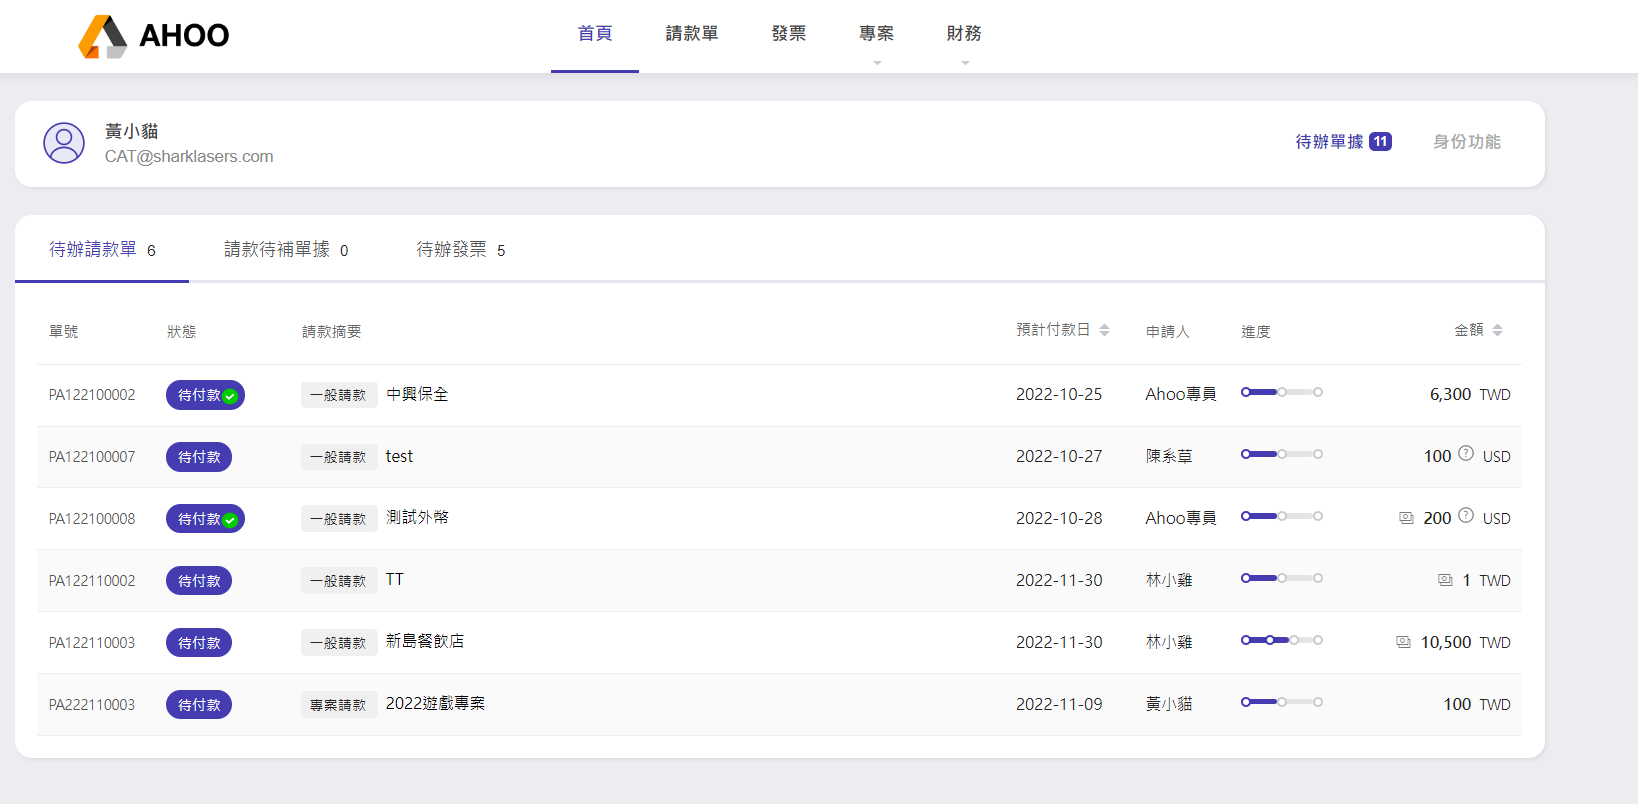 AHOO
首頁 請款單 發票 專案 財務
黃小貓
CAT@sharklasers.com
待辦單據 11 身份功能
待辦請款單 6 請款待補單據 0 待辦發票 5
單號 狀態 請款摘要 預計付款日 申請人 進度 金額
PA122100002 待付款 一般請款 中興保全 2022-10-25 Ahoo專員 6,300 TWD
PA122100007 待付款 一般請款 test 2022-10-27 陳系葦 100 ? USD
PA122100008 待付款 一般請款 測試外幣 2022-10-28 Ahoo專員 200 ? USD
PA122110002 待付款 一般請款 TT 2022-11-30 林小雞 1 TWD
PA122110003 待付款 一般請款 新島餐飲店 2022-11-30 林小雞 10,500 TWD
PA222110003 待付款 專案請款 2022遊戲專案 2022-11-09 黃小貓 100 TWD